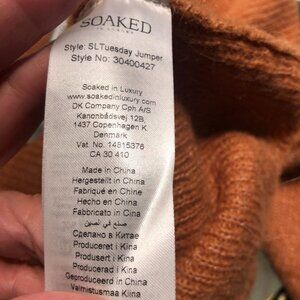 SOAKED
IN LUXURY
Style: SLTuesday Jumper
Style No: 30400427
Soaked in Luxury
www.soakedinluxury.com
DK Company Cph A/S
Kanonbådsvej 12B,
1437 Copenhagen K
Denmark
Vat. No. 14815376
CA 30 410
Made in China
Hergestellt in China
Fabriqué en Chine
Hecho en China
Fabbricato in Cina
صنع في الصين
Сделано в Китае
Produceret i Kina
Produsert i Kina
Producerad i Kina
Geproduceerd in China
Valmistusmaa Kiina